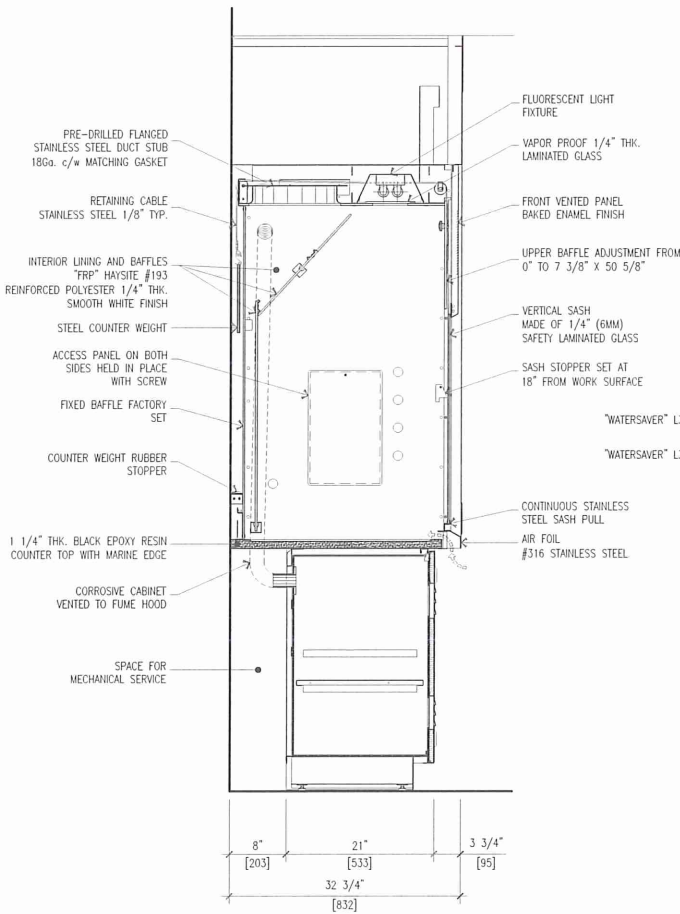 PRE-DRILLED FLANGED
STAINLESS STEEL DUCT STUB
18Ga. c/w MATCHING GASKET
RETAINING CABLE
STAINLESS STEEL 1/8" TYP.
INTERIOR LINING AND BAFFLES
"FRP" HAYSITE #193
REINFORCED POLYESTER 1/4" THK.
SMOOTH WHITE FINISH
STEEL COUNTER WEIGHT
ACCESS PANEL ON BOTH
SIDES HELD IN PLACE
WITH SCREW
FIXED BAFFLE FACTORY
SET
COUNTER WEIGHT RUBBER
STOPPER
1 1/4" THK. BLACK EPOXY RESIN
COUNTER TOP WITH MARINE EDGE
CORROSIVE CABINET
VENTED TO FUME HOOD
SPACE FOR
MECHANICAL SERVICE
FLUORESCENT LIGHT
FIXTURE
VAPOR PROOF 1/4" THK.
LAMINATED GLASS
FRONT VENTED PANEL
BAKED ENAMEL FINISH
UPPER BAFFLE ADJUSTMENT FROM
0" TO 7 3/8" X 50 5/8"
VERTICAL SASH
MADE OF 1/4" (6MM)
SAFETY LAMINATED GLASS
SASH STOPPER SET AT
18" FROM WORK SURFACE
"WATERSAVER"
"WATERSAVER"
CONTINUOUS STAINLESS
STEEL SASH PULL
AIR FOIL
#316 STAINLESS STEEL
8" 21" 3 3/4"
[203] [533] [95]
32 3/4"
[832]